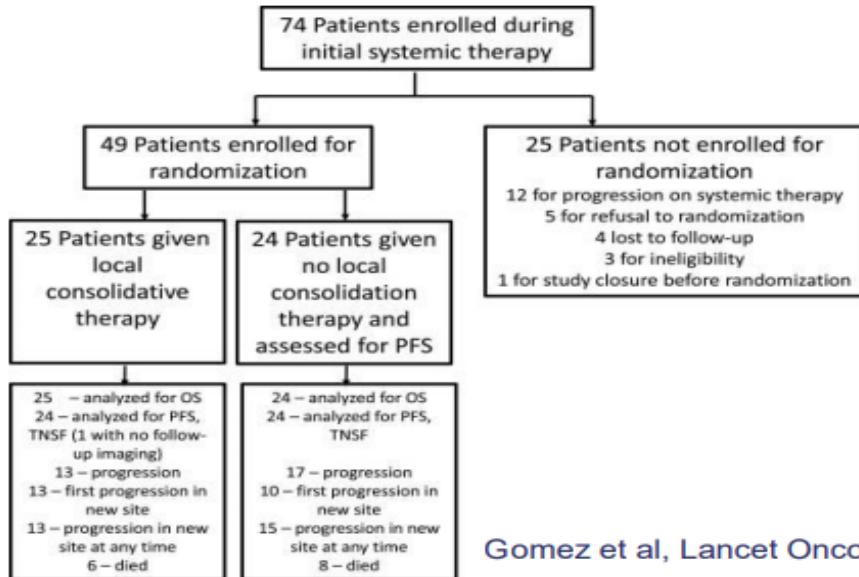 74 Patients enrolled during
initial systemic therapy
49 Patients enrolled for
randomization
25 Patients not enrolled for
randomization
12 for progression on systemic therapy
5 for refusal to randomization
4 lost to follow-up
3 for ineligibility
1 for study closure before randomization
25 Patients given
local
consolidative
therapy
24 Patients given
no local
consolidation
therapy and
assessed for PFS
25 – analyzed for OS
24 – analyzed for PFS,
TNSF (1 with no follow-
up imaging)
13 – progression
13 – first progression in
new site
13 – progression in new
site at any time
6 – died
24 – analyzed for OS
24 – analyzed for PFS,
TNSF
17 – progression
10 – first progression in
new site
15 – progression in new
site at any time
8 – died
Gomez et al, Lancet Onco